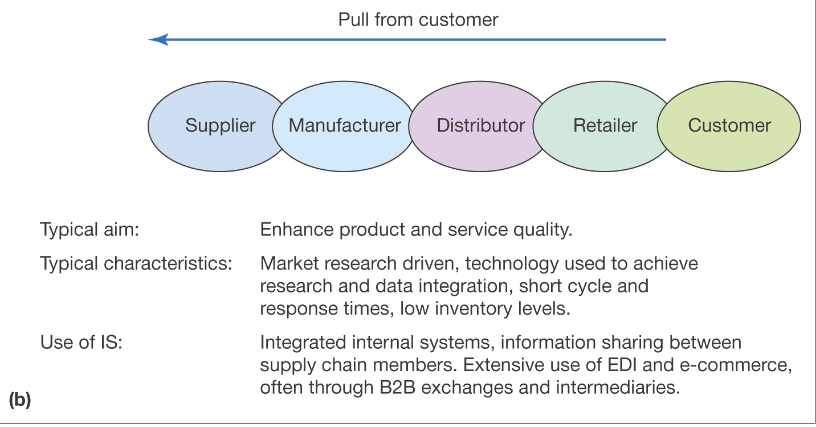 Pull from customer
Supplier
Manufacturer
Distributor
Retailer
Customer
Typical aim:
Enhance product and service quality.
Typical characteristics:
Market research driven, technology used to achieve
research and data integration, short cycle and
response times, low inventory levels.
Use of IS:
Integrated internal systems, information sharing between
supply chain members. Extensive use of EDI and e-commerce,
often through B2B exchanges and intermediaries.
(b)